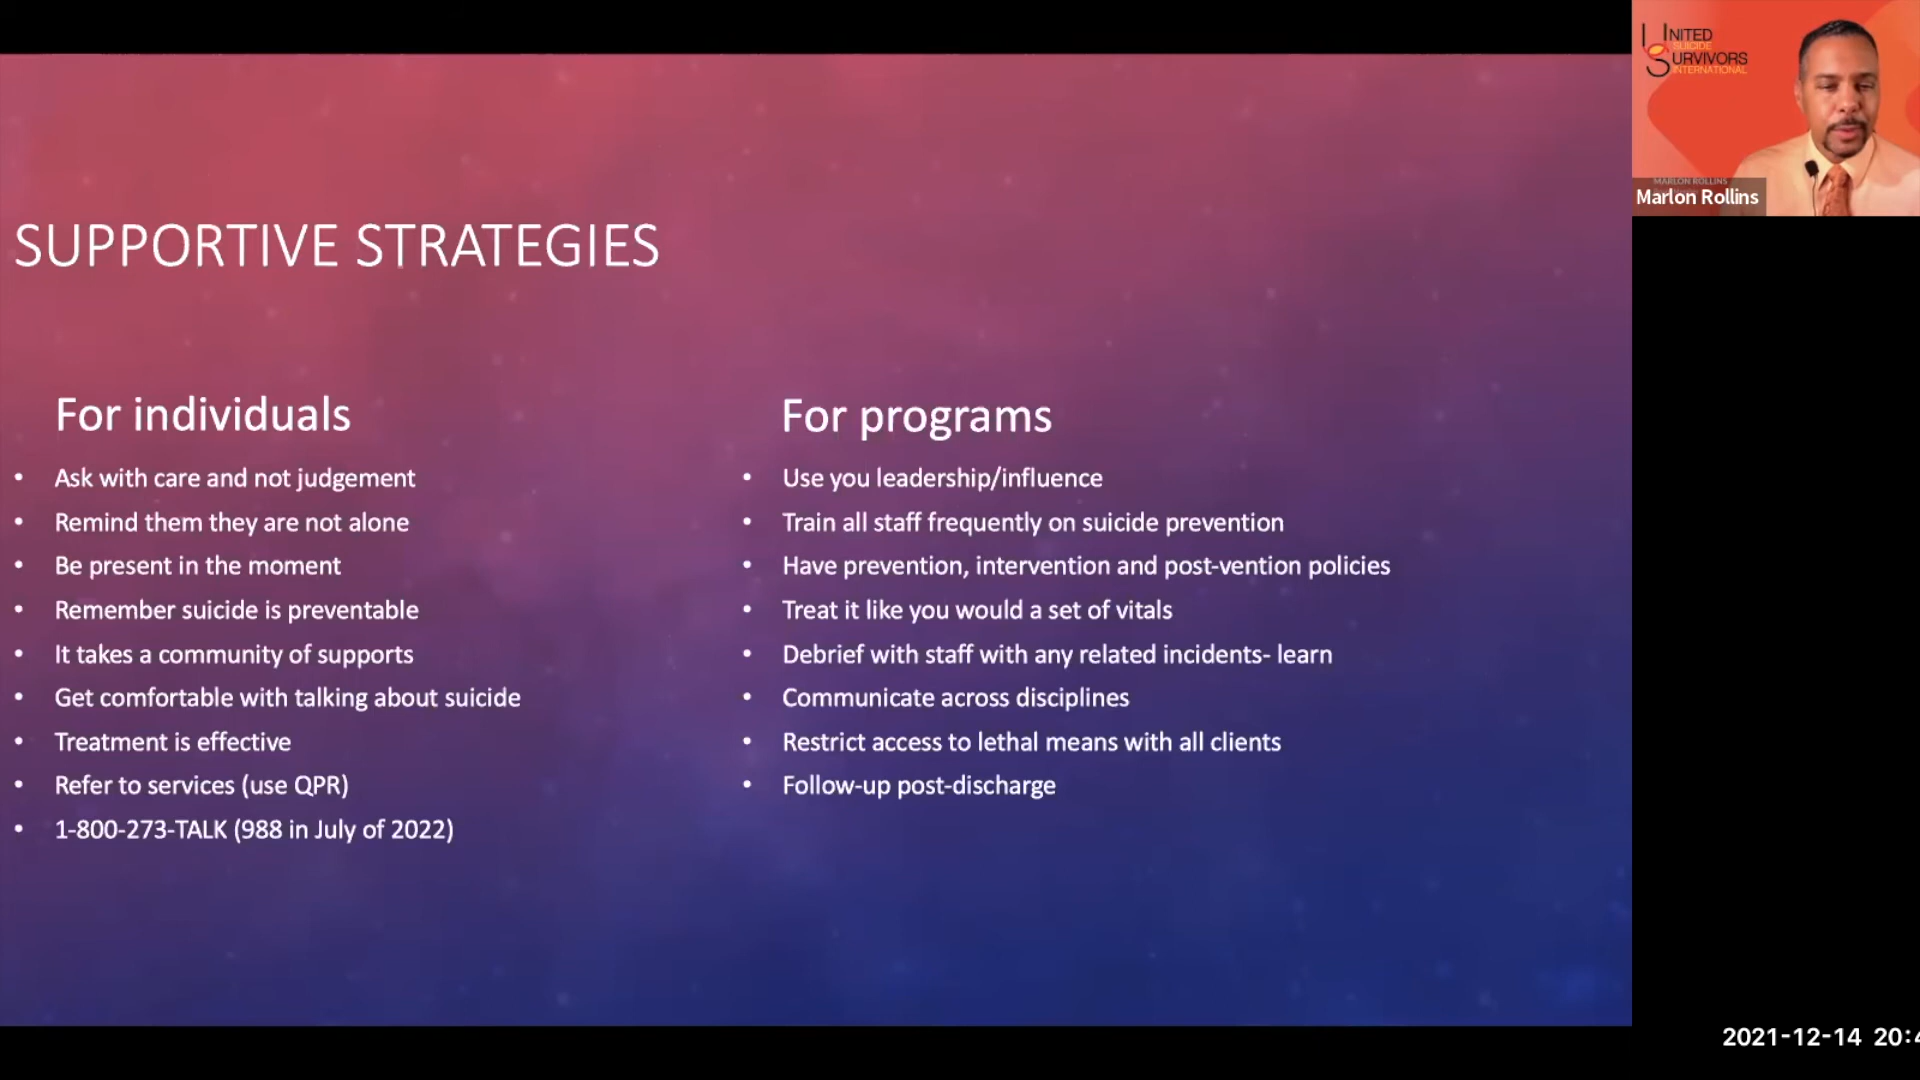 SUPPORTIVE STRATEGIES
For individuals
• Ask with care and not judgement
• Remind them they are not alone
• Be present in the moment
• Remember suicide is preventable
• It takes a community of supports
• Get comfortable with talking about suicide
• Treatment is effective
• Refer to services (use QPR)
• 1-800-273-TALK (988 in July of 2022)
For programs
• Use you leadership/influence
• Train all staff frequently on suicide prevention
• Have prevention, intervention and post-vention policies
• Treat it like you would a set of vitals
• Debrief with staff with any related incidents- learn
• Communicate across disciplines
• Restrict access to lethal means with all clients
• Follow-up post-discharge
UNITED
SUICIDE
SURVIVORS
INTERNATIONAL
MARLON ROLLINS
Marlon Rollins
2021-12-14 20:4